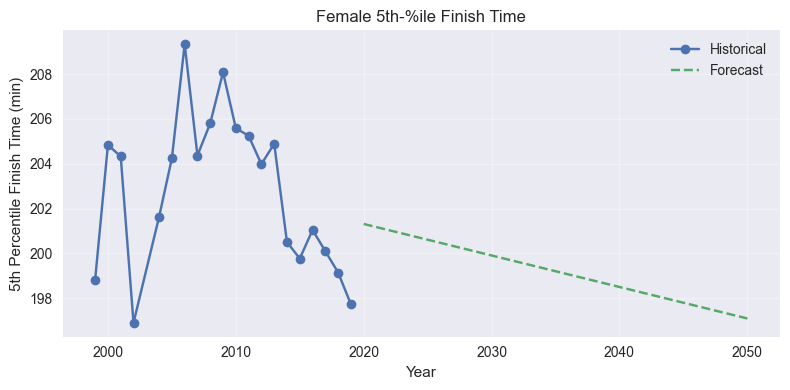 Female 5th-%ile Finish Time
5th Percentile Finish Time (min)
208
206
204
202
200
198
Historical
Forecast
2000
2010
2020
2030
2040
2050
Year